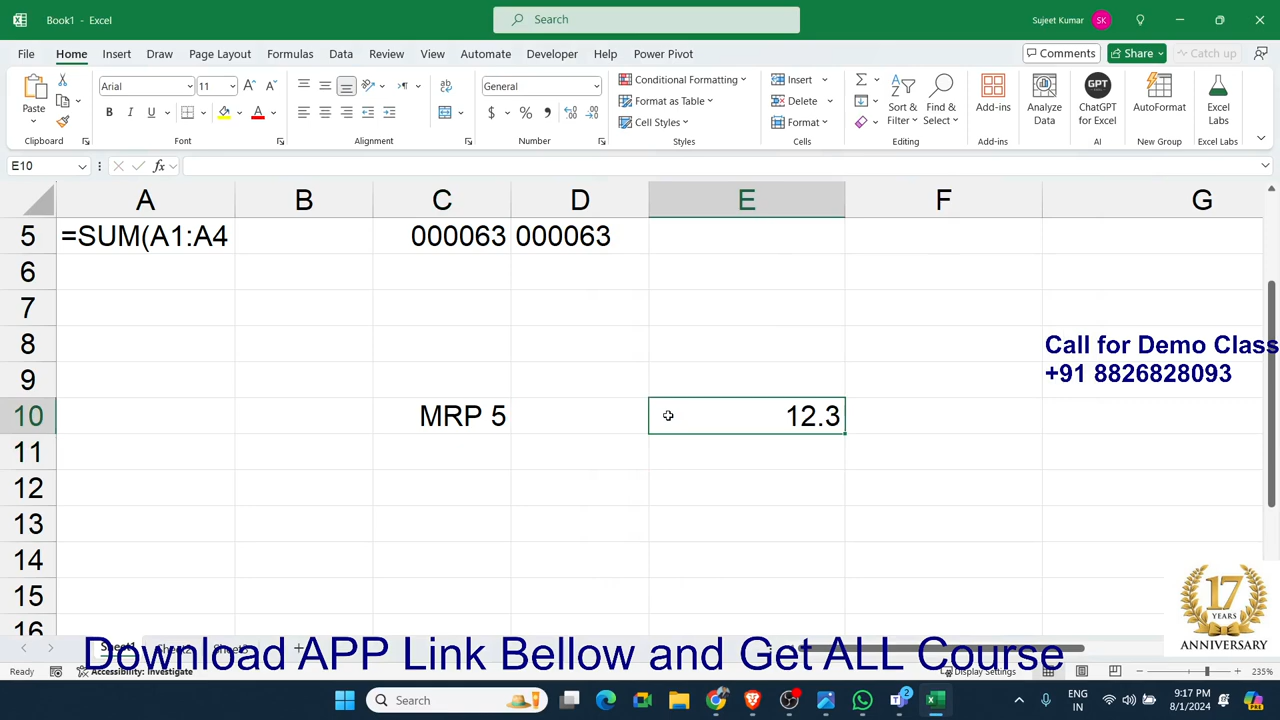 Book1 - Excel
Search
Sujeet Kumar
SK
File
Home
Insert
Draw
Page Layout
Formulas
Data
Review
View
Automate
Developer
Help
Power Pivot
Comments
Share
Catch up
Paste
Clipboard
Arial
11
B I U
Font
Alignment
General
$ % ,
Number
Conditional Formatting
Format as Table
Cell Styles
Styles
Insert
Delete
Format
Cells
Sort &
Filter
Find &
Select
Editing
Add-ins
Add-ins
Analyze
Data
GPT
ChatGPT
for Excel
AI
AutoFormat
New Group
Excel
Labs
Excel Labs
E10
fx
A B C D E F G
5 =SUM(A1:A4 000063 000063
6
7
8
Call for Demo Class
9
+91 8826828093
10 MRP 5 12.3
11
12
13
14
15
16
17
YEARS
ANNIVERSARY
Sheet1
Download APP Link Bellow and Get ALL Course
Ready
Accessibility: Investigate
Display Settings
235%
Search
2
ENG
IN
9:17 PM
8/1/2024